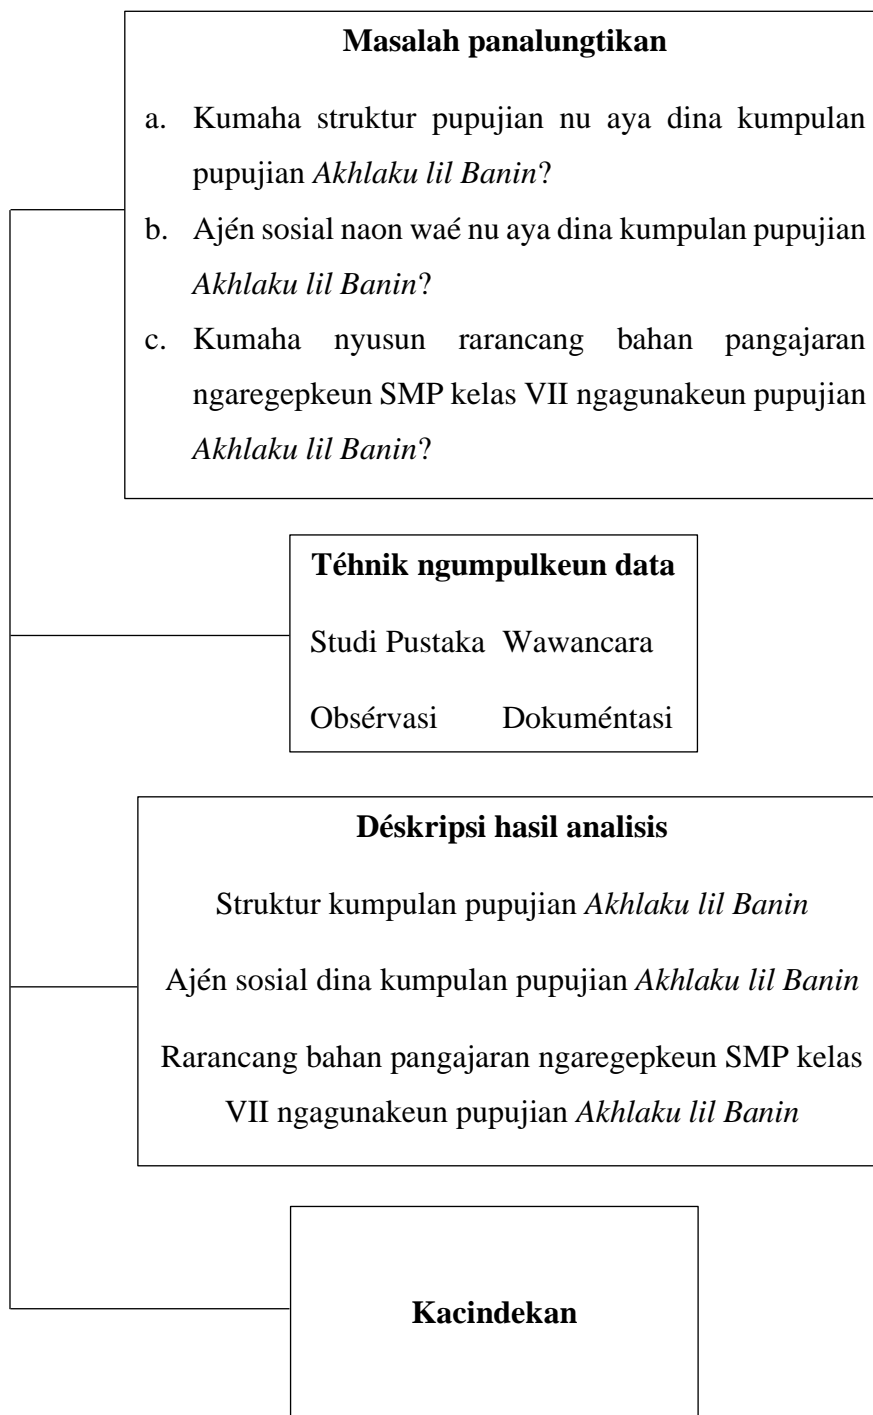 Masalah panalungtikan
a. Kumaha struktur pupujian nu aya dina kumpulan
pupujian Akhlaku lil Banin?
b. Ajén sosial naon waé nu aya dina kumpulan pupujian
Akhlaku lil Banin?
c. Kumaha nyusun rarancang bahan pangajaran
ngaregepkeun SMP kelas VII ngagunakeun pupujian
Akhlaku lil Banin?
Téhnik ngumpulkeun data
Studi Pustaka Wawancara
Obsérvasi Dokuméntasi
Déskripsi hasil analisis
Struktur kumpulan pupujian Akhlaku lil Banin
Ajén sosial dina kumpulan pupujian Akhlaku lil Banin
Rarancang bahan pangajaran ngaregepkeun SMP kelas
VII ngagunakeun pupujian Akhlaku lil Banin
Kacindekan